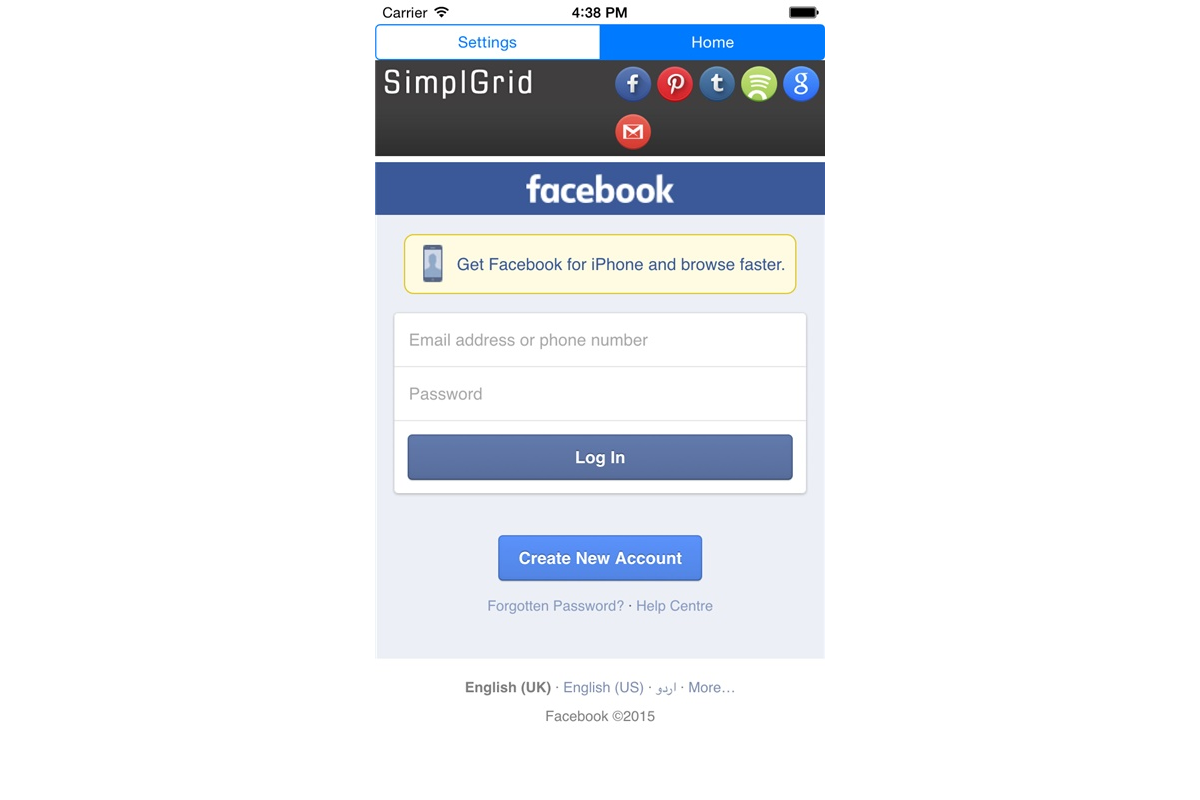 Carrier 4:38 PM
Settings Home
SimplGrid
facebook
Get Facebook for iPhone and browse faster.
Email address or phone number
Password
Log In
Create New Account
Forgotten Password? · Help Centre
English (UK) · English (US) · اردو · More…
Facebook ©2015